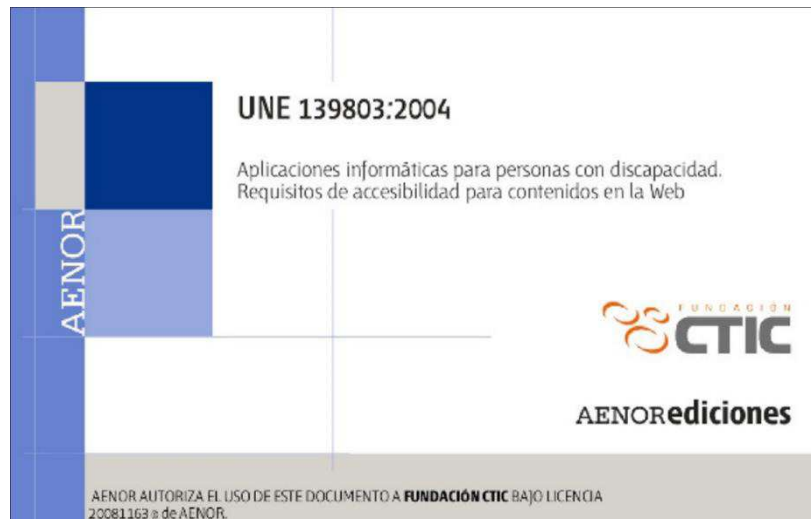 UNE 139803:2004
Aplicaciones informáticas para personas con discapacidad.
Requisitos de accesibilidad para contenidos en la Web
AENOR
FUNDACIÓN
CTIC
AENORediciones
AENOR AUTORIZA EL USO DE ESTE DOCUMENTO A FUNDACIÓN CTIC BAJO LICENCIA
20081163 de AENOR.